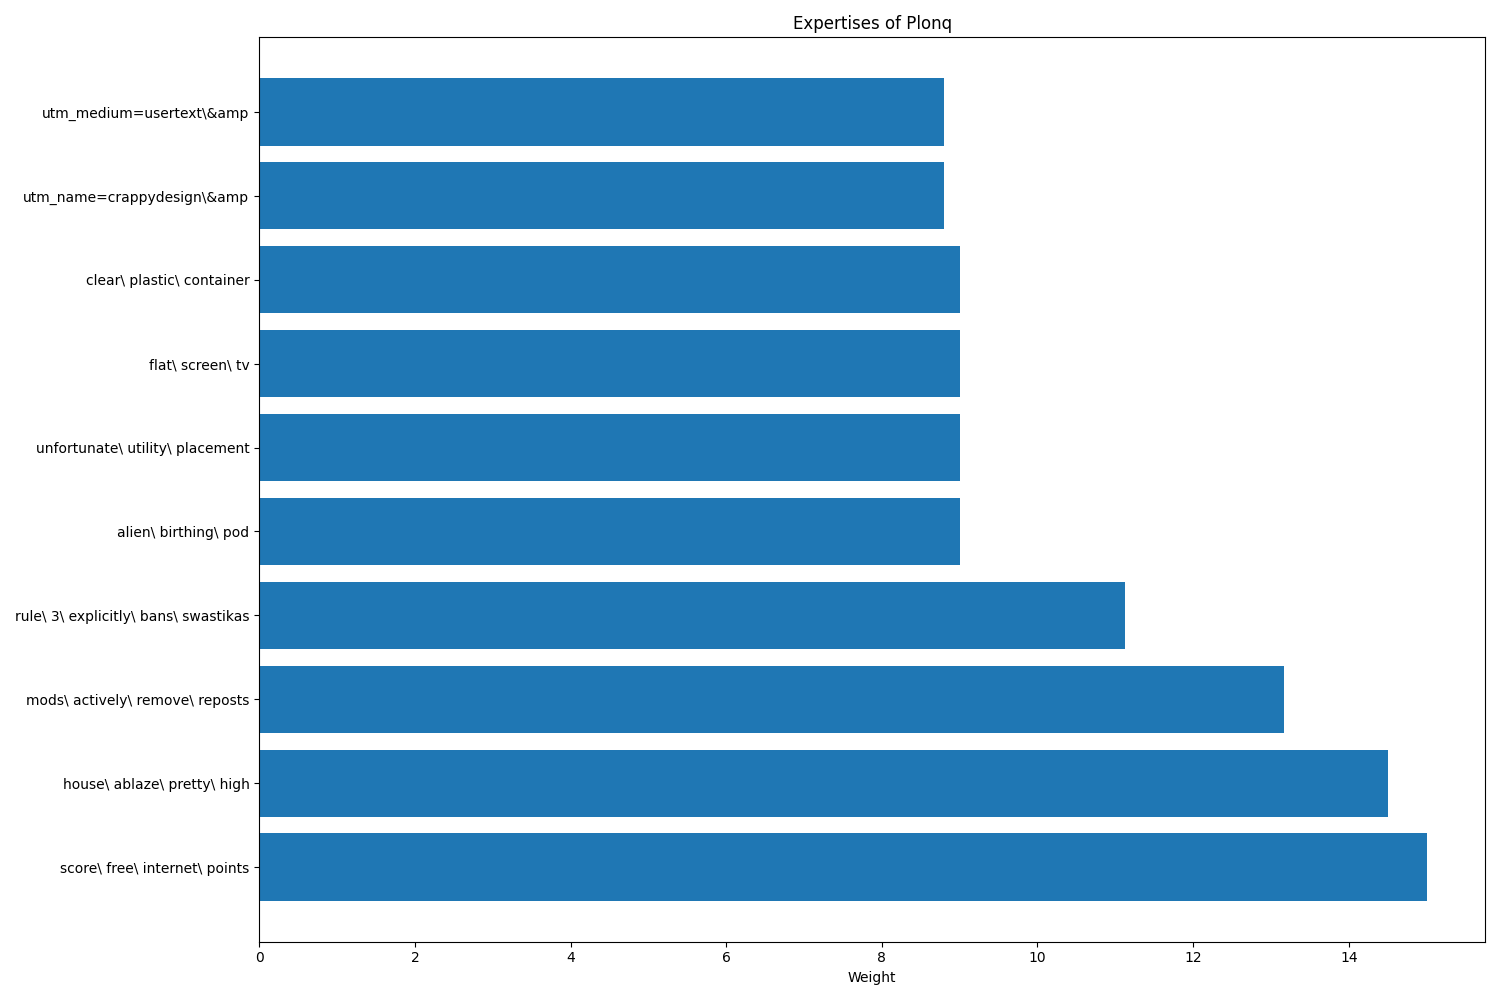 Expertises of Plonq
utm_medium=usertext\&amp
utm_name=crappydesign\&amp
clear\ plastic\ container
flat\ screen\ tv
unfortunate\ utility\ placement
alien\ birthing\ pod
rule\ 3\ explicitly\ bans\ swastikas
mods\ actively\ remove\ reposts
house\ ablaze\ pretty\ high
score\ free\ internet\ points
0 2 4 6 8 10 12 14
Weight